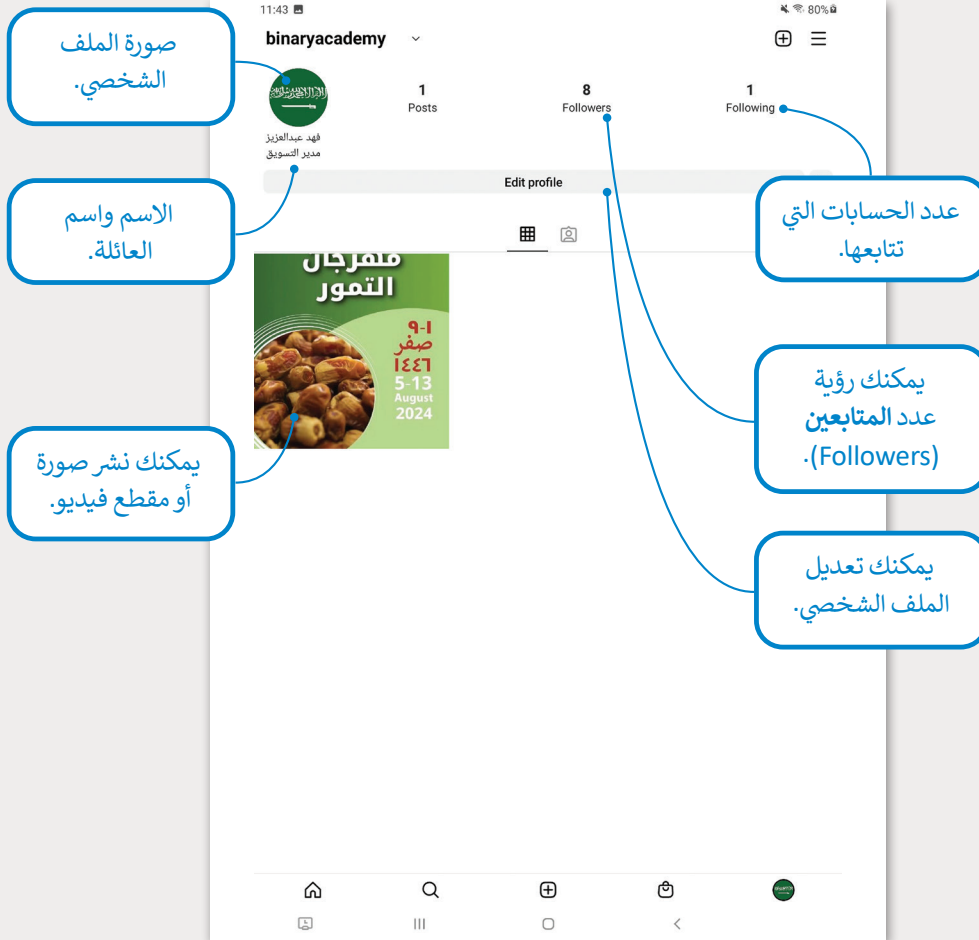 11:43
80%
binaryacademy
1
Posts
8
Followers
1
Following
فهد عبدالعزيز
مدير التسويق
Edit profile
مهرجان
التمور
٩-١
صفر
١٤٤٦
5-13
August
2024
صورة الملف
الشخصي.
الاسم واسم
العائلة.
يمكنك نشر صورة
أو مقطع فيديو.
عدد الحسابات التي
تتابعها.
يمكنك رؤية
عدد المتابعين
(Followers).
يمكنك تعديل
الملف الشخصي.